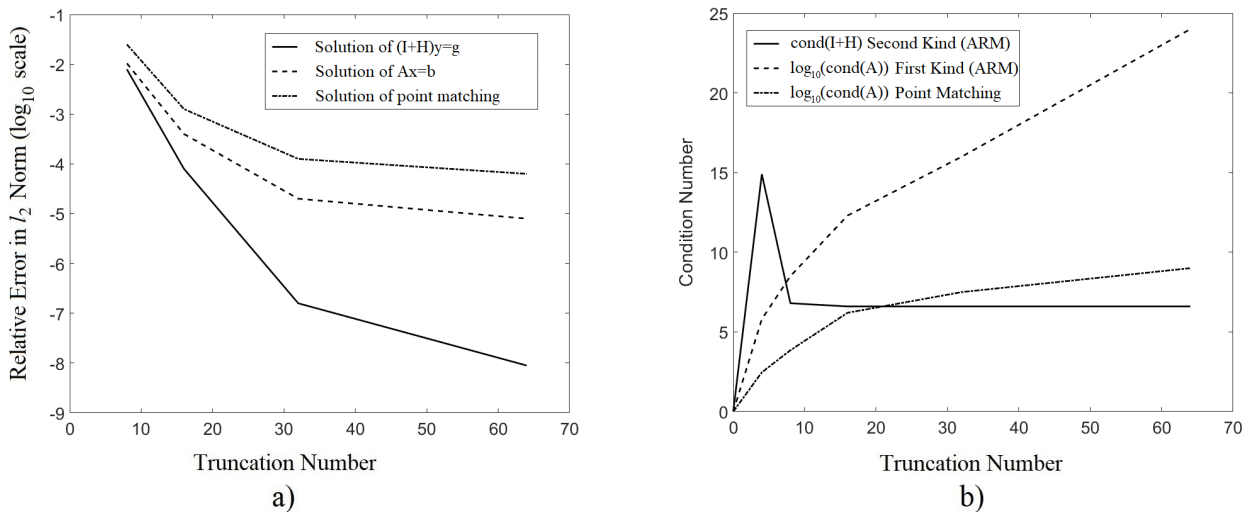 Relative Error in l₂ Norm (log₁₀ scale)
-1
-2
-3
-4
-5
-6
-7
-8
-9
Solution of (I+H)y=g
Solution of Ax=b
Solution of point matching
0 10 20 30 40 50 60 70
Truncation Number
a)
Condition Number
25
20
15
10
5
0
cond(I+H) Second Kind (ARM)
log₁₀(cond(A)) First Kind (ARM)
log₁₀(cond(A)) Point Matching
0 10 20 30 40 50 60 70
Truncation Number
b)